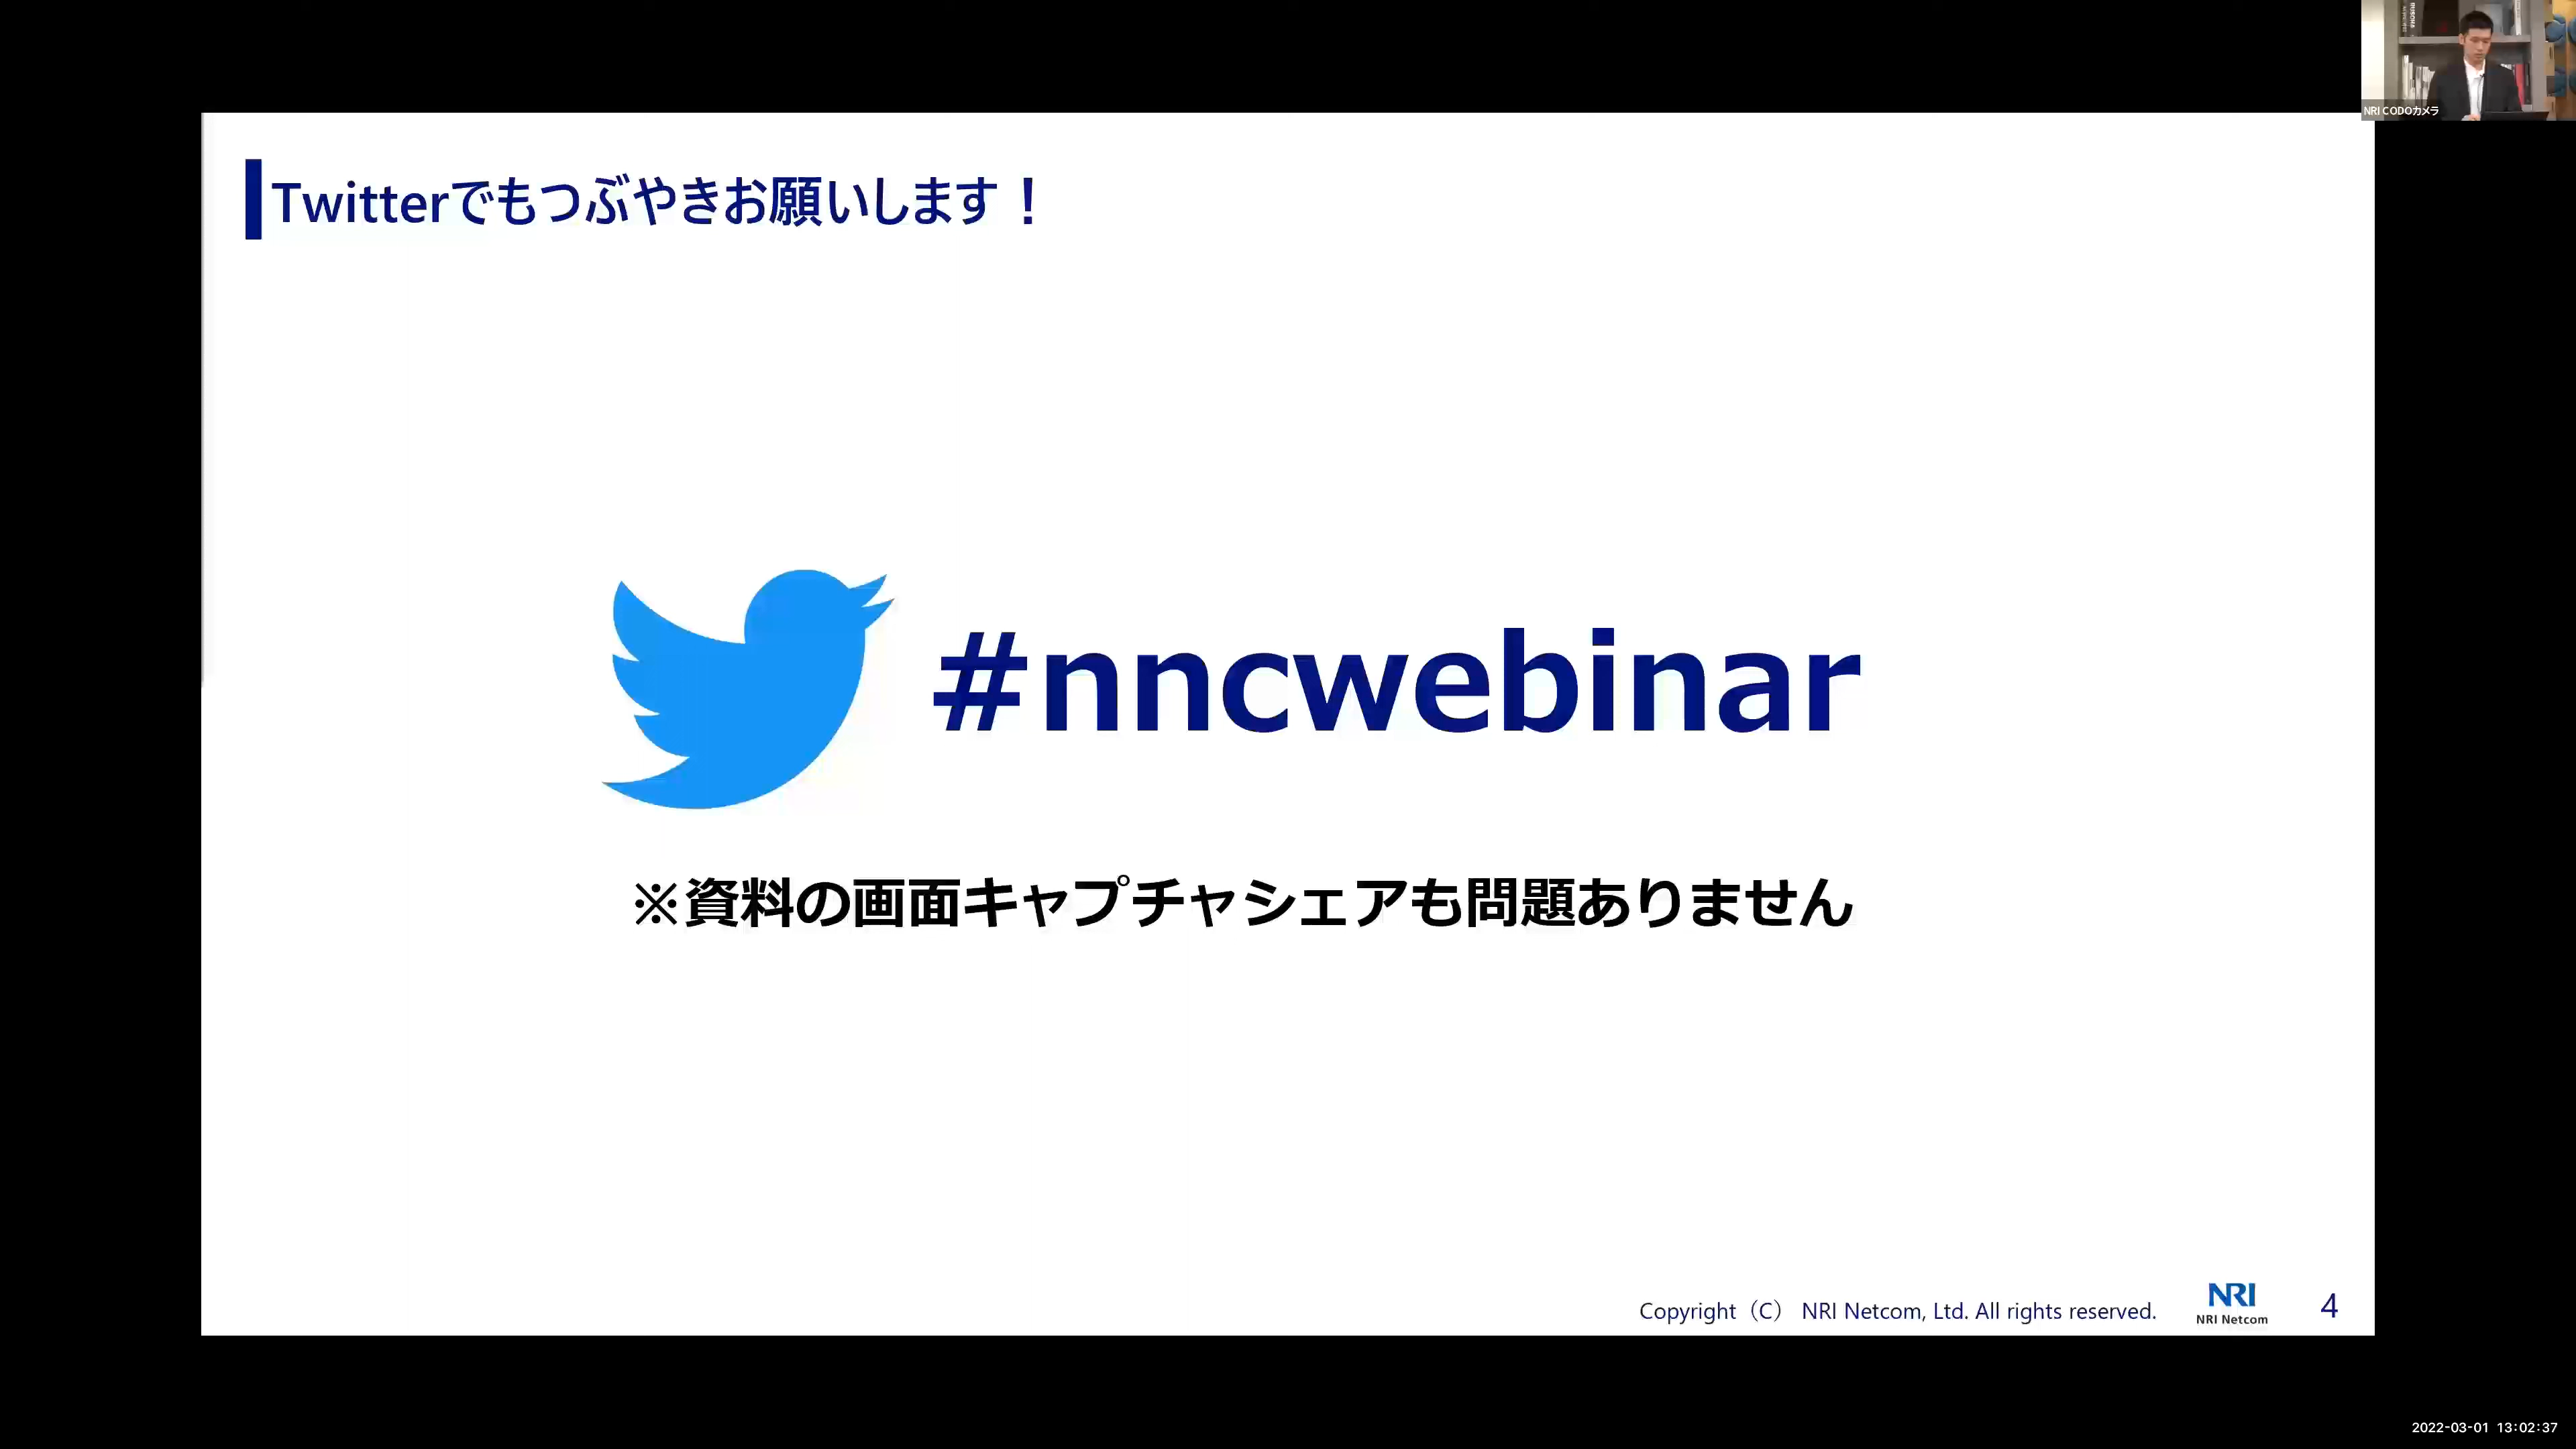 NRI CODOカメラ
Twitterでもつぶやきお願いします！
#nncwebinar
※資料の画面キャプチャシェアも問題ありません
Copyright（C） NRI Netcom, Ltd. All rights reserved.
NRI
NRI Netcom
4
2022-03-01 13:02:37